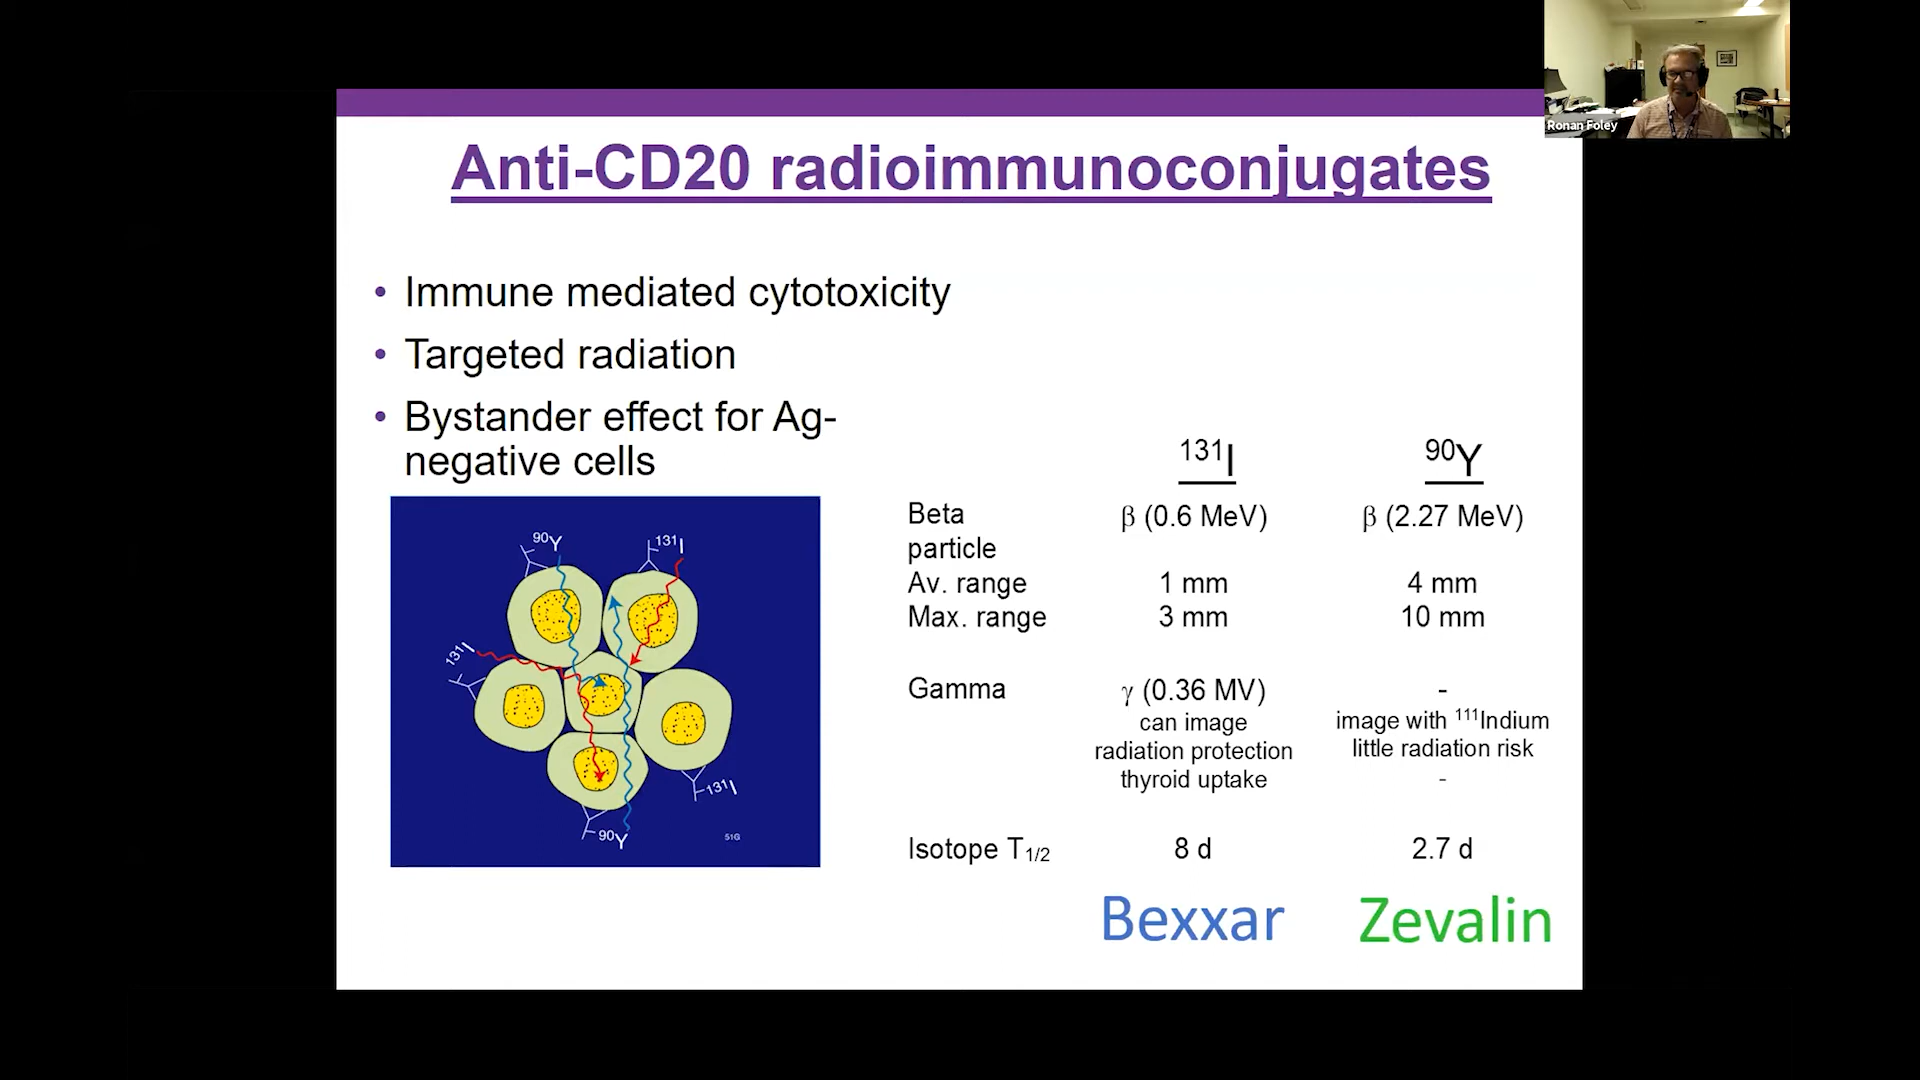 Ronan Foley
Anti-CD20 radioimmunoconjugates
• Immune mediated cytotoxicity
• Targeted radiation
• Bystander effect for Ag-
negative cells
90Y
131I
131I
131I
90Y
51G
131I 90Y
Beta β (0.6 MeV) β (2.27 MeV)
particle
Av. range 1 mm 4 mm
Max. range 3 mm 10 mm
Gamma γ (0.36 MV) -
can image image with 111Indium
radiation protection little radiation risk
thyroid uptake -
Isotope T1/2 8 d 2.7 d
Bexxar Zevalin